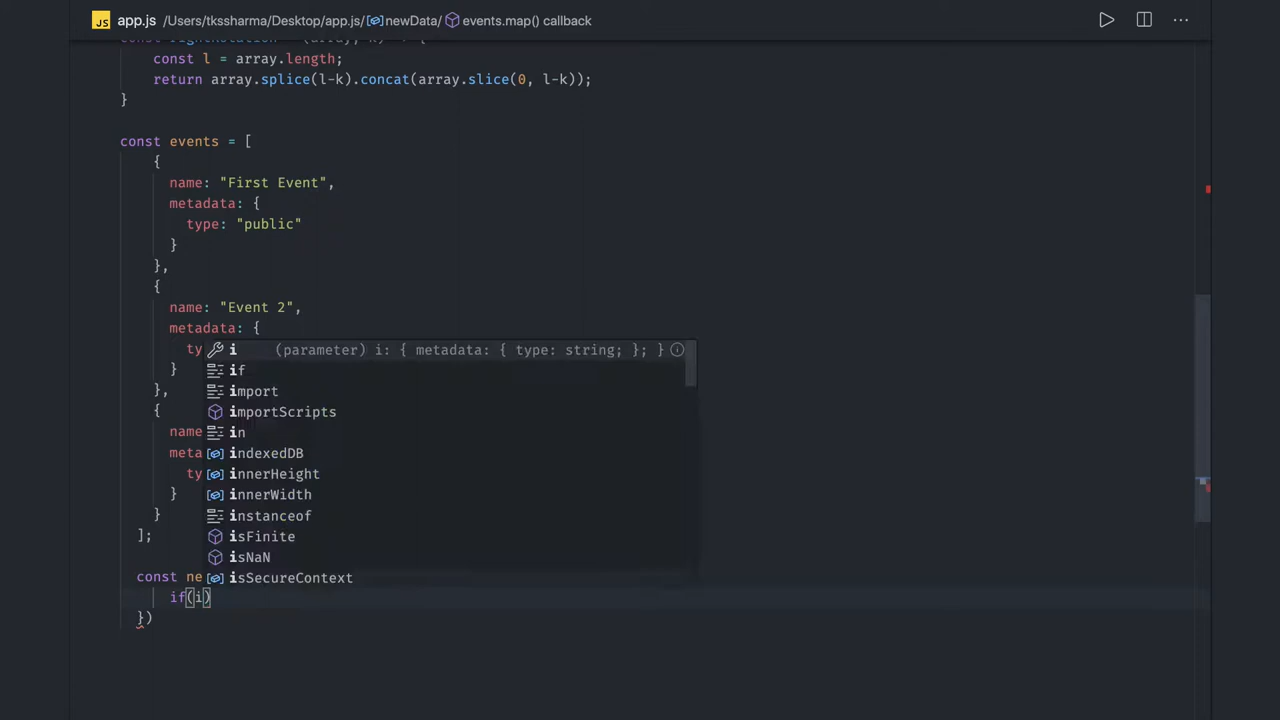 JS app.js /Users/tkssharma/Desktop/app.js/ newData/ events.map() callback
const l = array.length;
return array.splice(l-k).concat(array.slice(0, l-k));
}
const events = [
{
name: "First Event",
metadata: {
type: "public"
}
},
{
name: "Event 2",
metadata: {
ty
i (parameter) i: { metadata: { type: string; }; }
}
if
},
import
{
importScripts
name
in
meta
indexedDB
ty
innerHeight
}
innerWidth
}
instanceof
];
isFinite
isNaN
const ne
isSecureContext
if(i)
})